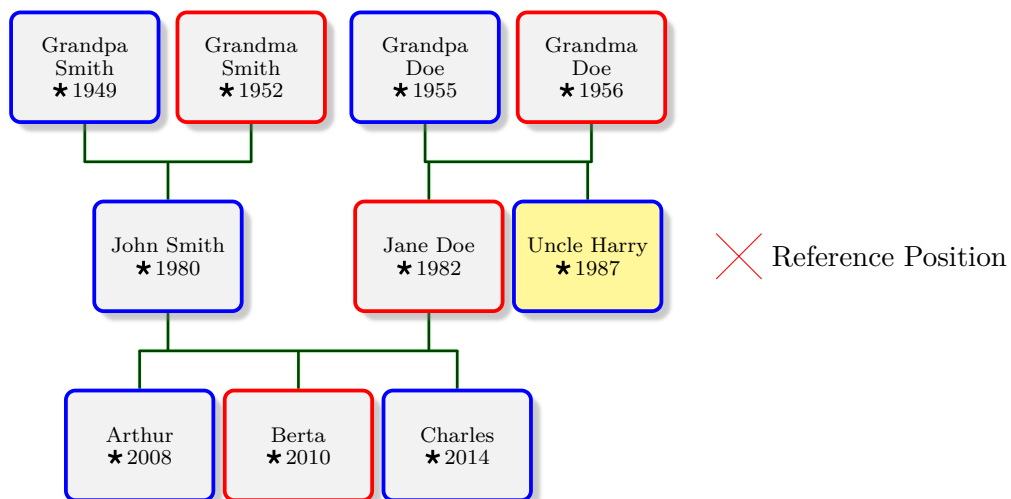 Grandpa
Smith
★1949
Grandma
Smith
★1952
Grandpa
Doe
★1955
Grandma
Doe
★1956
John Smith
★1980
Jane Doe
★1982
Uncle Harry
★1987
Reference Position
Arthur
★2008
Berta
★2010
Charles
★2014